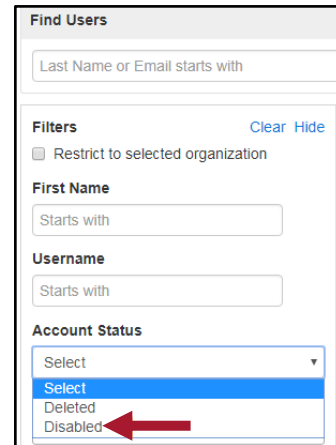 Find Users
Last Name or Email starts with
Filters Clear Hide
Restrict to selected organization
First Name
Starts with
Username
Starts with
Account Status
Select
Select
Deleted
Disabled